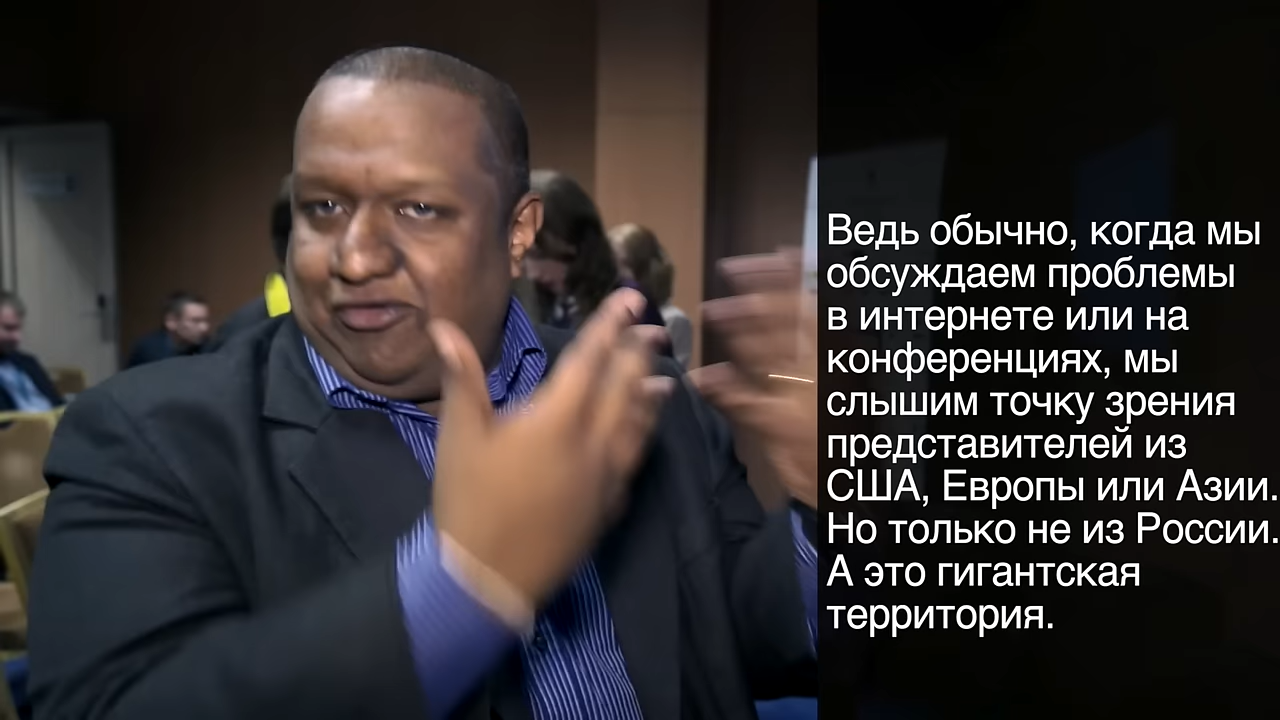 Ведь обычно, когда мы
обсуждаем проблемы
в интернете или на
конференциях, мы
слышим точку зрения
представителей из
США, Европы или Азии.
Но только не из России.
А это гигантская
территория.